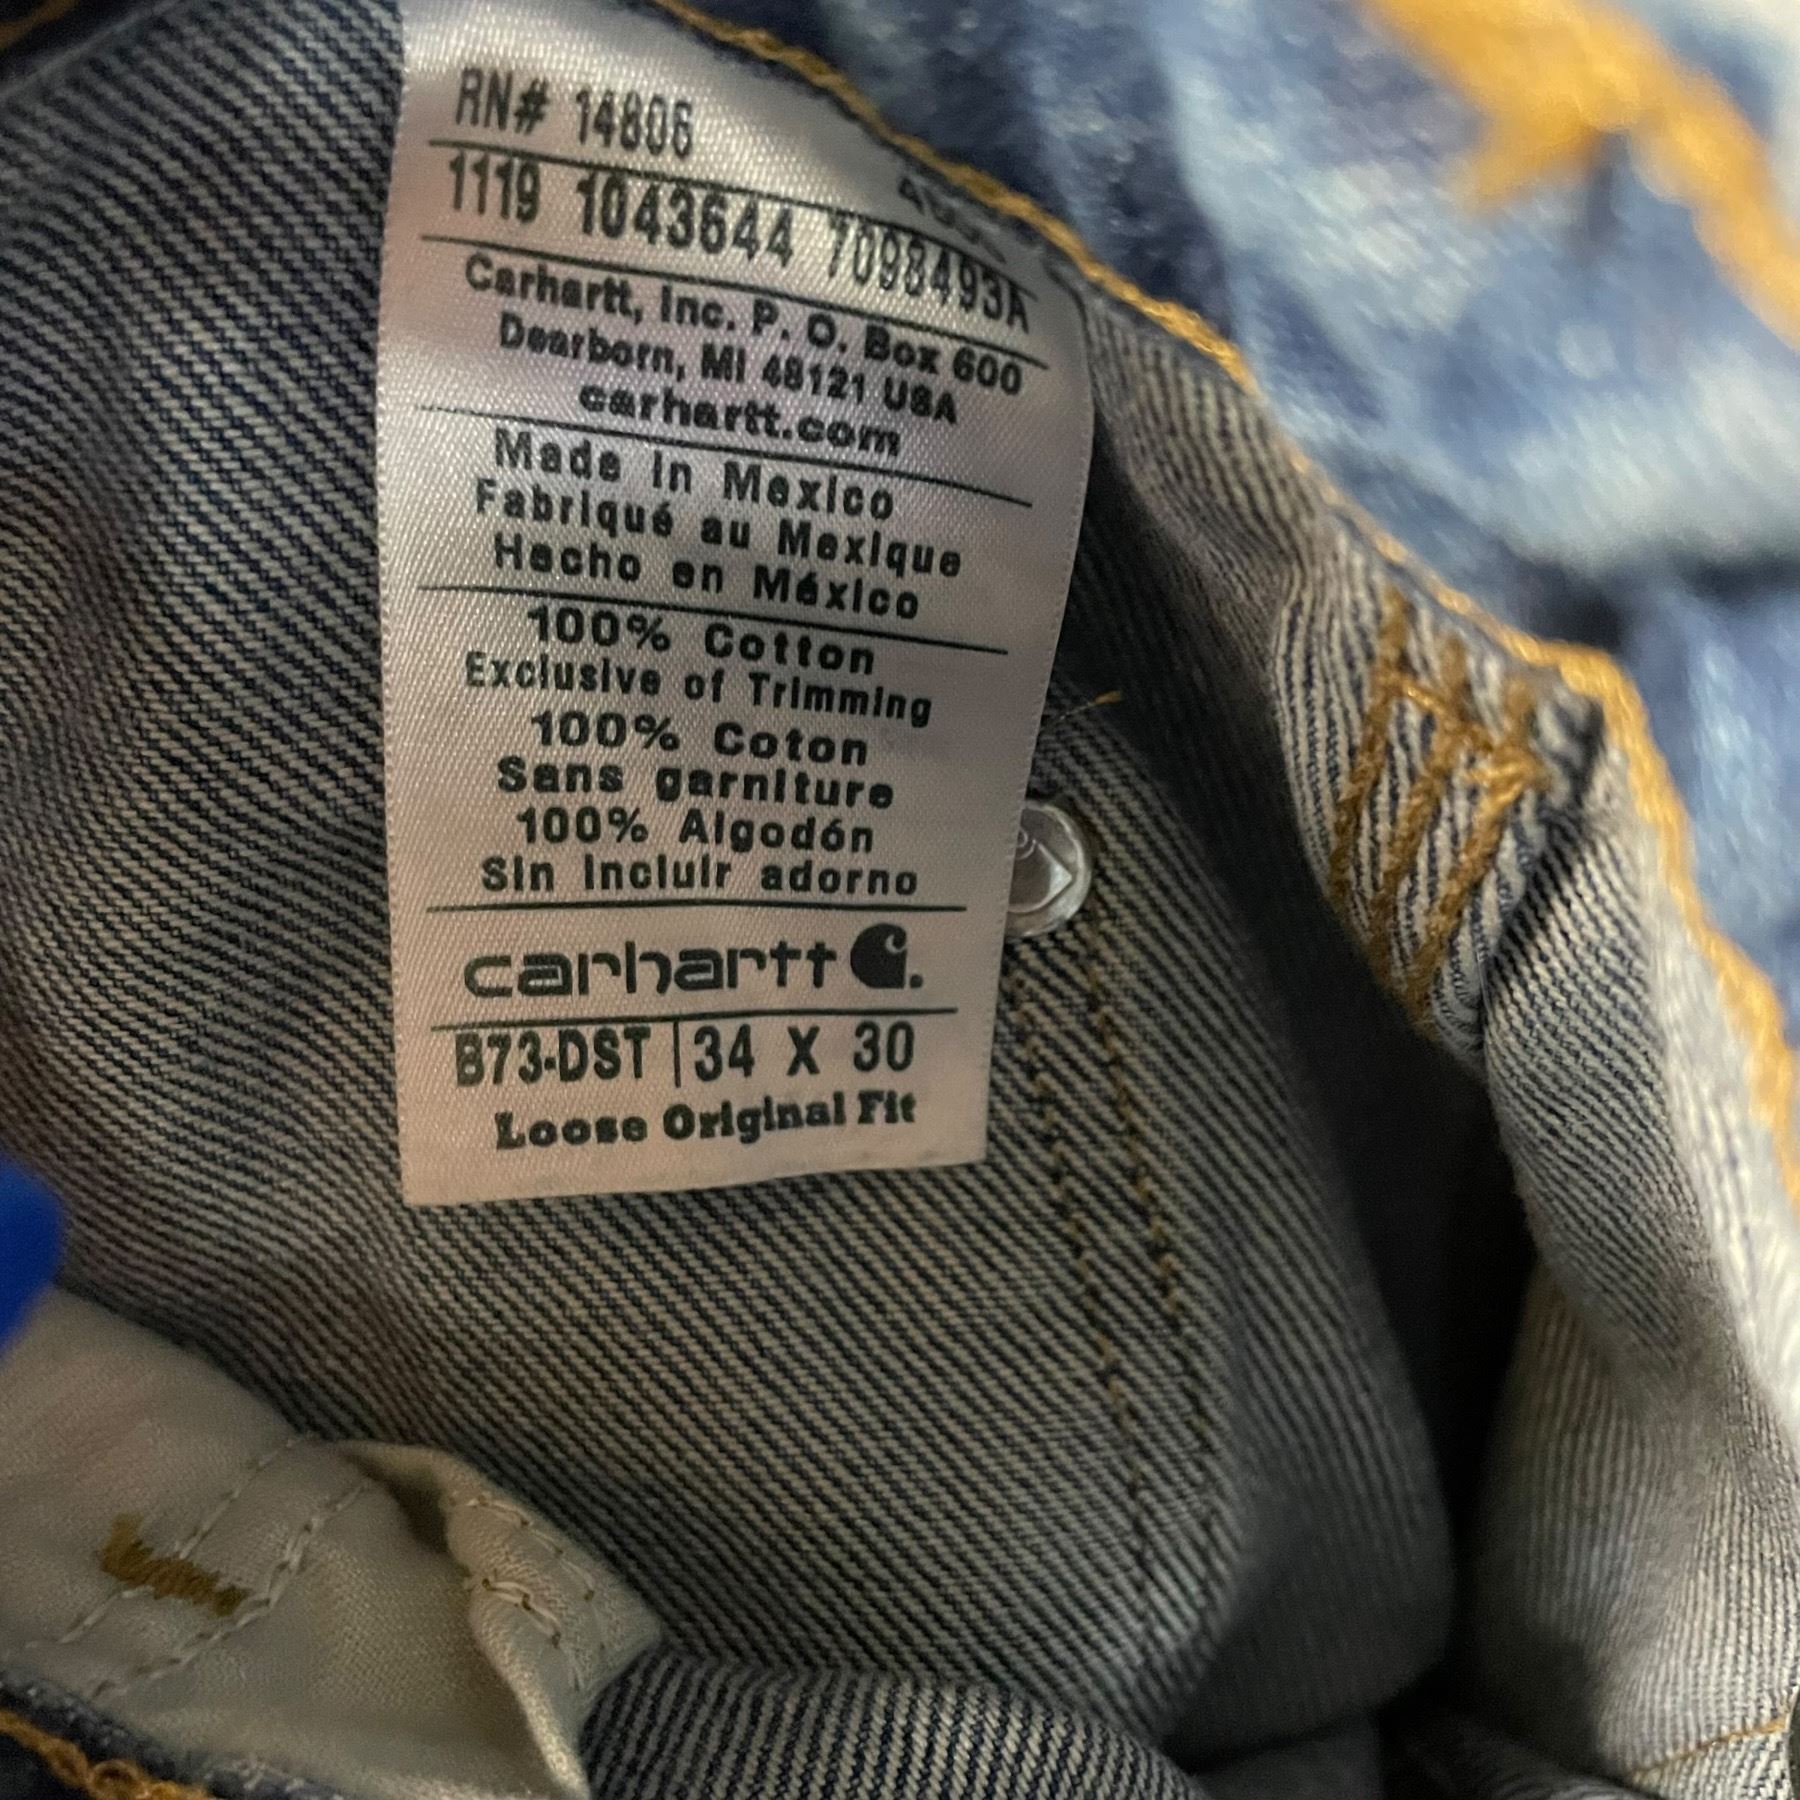 RN# 14806
1119 1043644 7098493A
Carhartt, Inc. P. O. Box 600
Dearborn, MI 48121 USA
carhartt.com
Made in Mexico
Fabriqué au Mexique
Hecho en México
100% Cotton
Exclusive of Trimming
100% Coton
Sans garniture
100% Algodón
Sin incluir adorno
carhartt
B73-DST | 34 X 30
Loose Original Fit